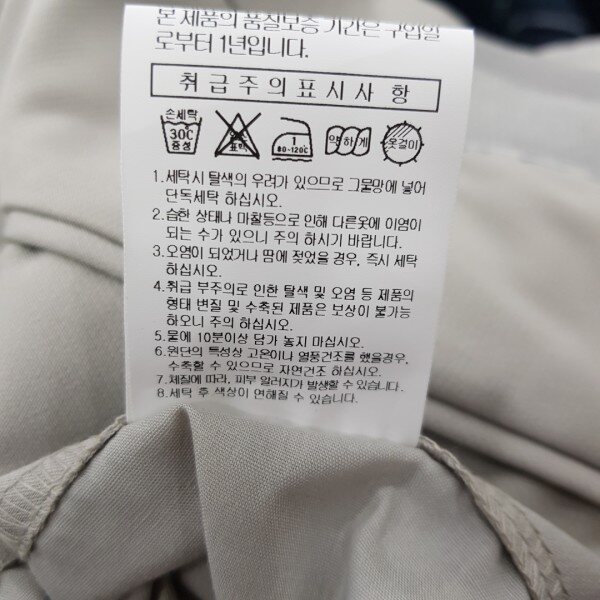 본 제품의 품질보증 기간은 구입일
로부터 1년입니다.
취급주의표시사항
손세탁
30℃
중성
표백
1
80~120℃
약하게
옷걸이
1.세탁시 탈색의 우려가 있으므로 그물망에 넣어
단독세탁 하십시오.
2.습한 상태나 마찰등으로 인해 다른옷에 이염이
되는 수가 있으니 주의 하시기 바랍니다.
3.오염이 되었거나 땀에 젖었을 경우, 즉시 세탁
하십시오.
4.취급 부주의로 인한 탈색 및 오염 등 제품의
형태 변질 및 수축된 제품은 보상이 불가능
하오니 주의 하십시오.
5.물에 10분이상 담가 놓지 마십시오.
6.원단의 특성상 고온이나 열풍건조를 했을경우,
수축할 수 있으므로 자연건조 하십시오.
7.체질에 따라, 피부 알러지가 발생할 수 있습니다.
8.세탁 후 색상이 연해질 수 있습니다.